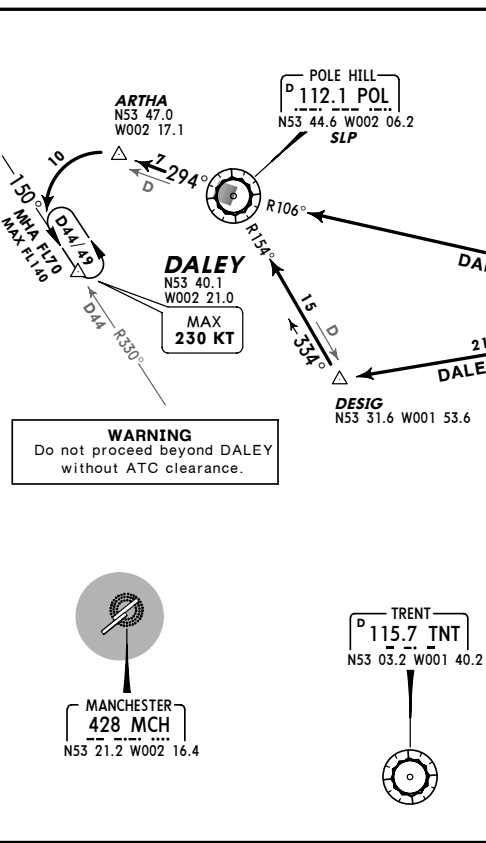 POLE HILL
D 112.1 POL
N53 44.6 W002 06.2
SLP
ARTHA
N53 47.0
W002 17.1
10
7
294°
D
R106°
R154°
150°
MHA FL70
MAX FL140
D44/49
DALEY
N53 40.1
W002 21.0
MAX
230 KT
D44
R330°
15
D
334°
DAL
21
DALE
DESIG
N53 31.6 W001 53.6
WARNING
Do not proceed beyond DALEY
without ATC clearance.
MANCHESTER
428 MCH
N53 21.2 W002 16.4
TRENT
D 115.7 TNT
N53 03.2 W001 40.2